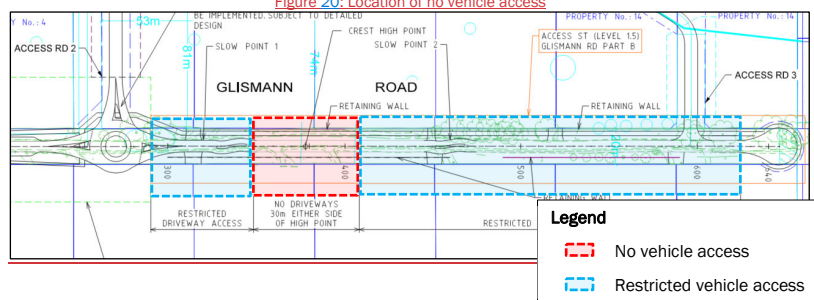 Figure 20: Location of no vehicle access
BE IMPLEMENTED.SUBJECT TO DETAILED
DESIGN
Y No.: 4
53m
ACCESS RD 2
81m
SLOW POINT 1
GLISMANN
74m
CREST HIGH POINT
SLOW POINT 2
ROAD
RETAINING WALL
ACCESS ST (LEVEL 1.5)
GLISMANN RD PART B
PROPERTY No.: 14
PROPERTY No.: 14
ACCESS RD 3
RETAINING WALL
300
400
500
600
640
RETAINING WALL
RESTRICTED
DRIVEWAY ACCESS
NO DRIVEWAYS
30m EITHER SIDE
OF HIGH POINT
RESTRICTED
Legend
No vehicle access
Restricted vehicle access